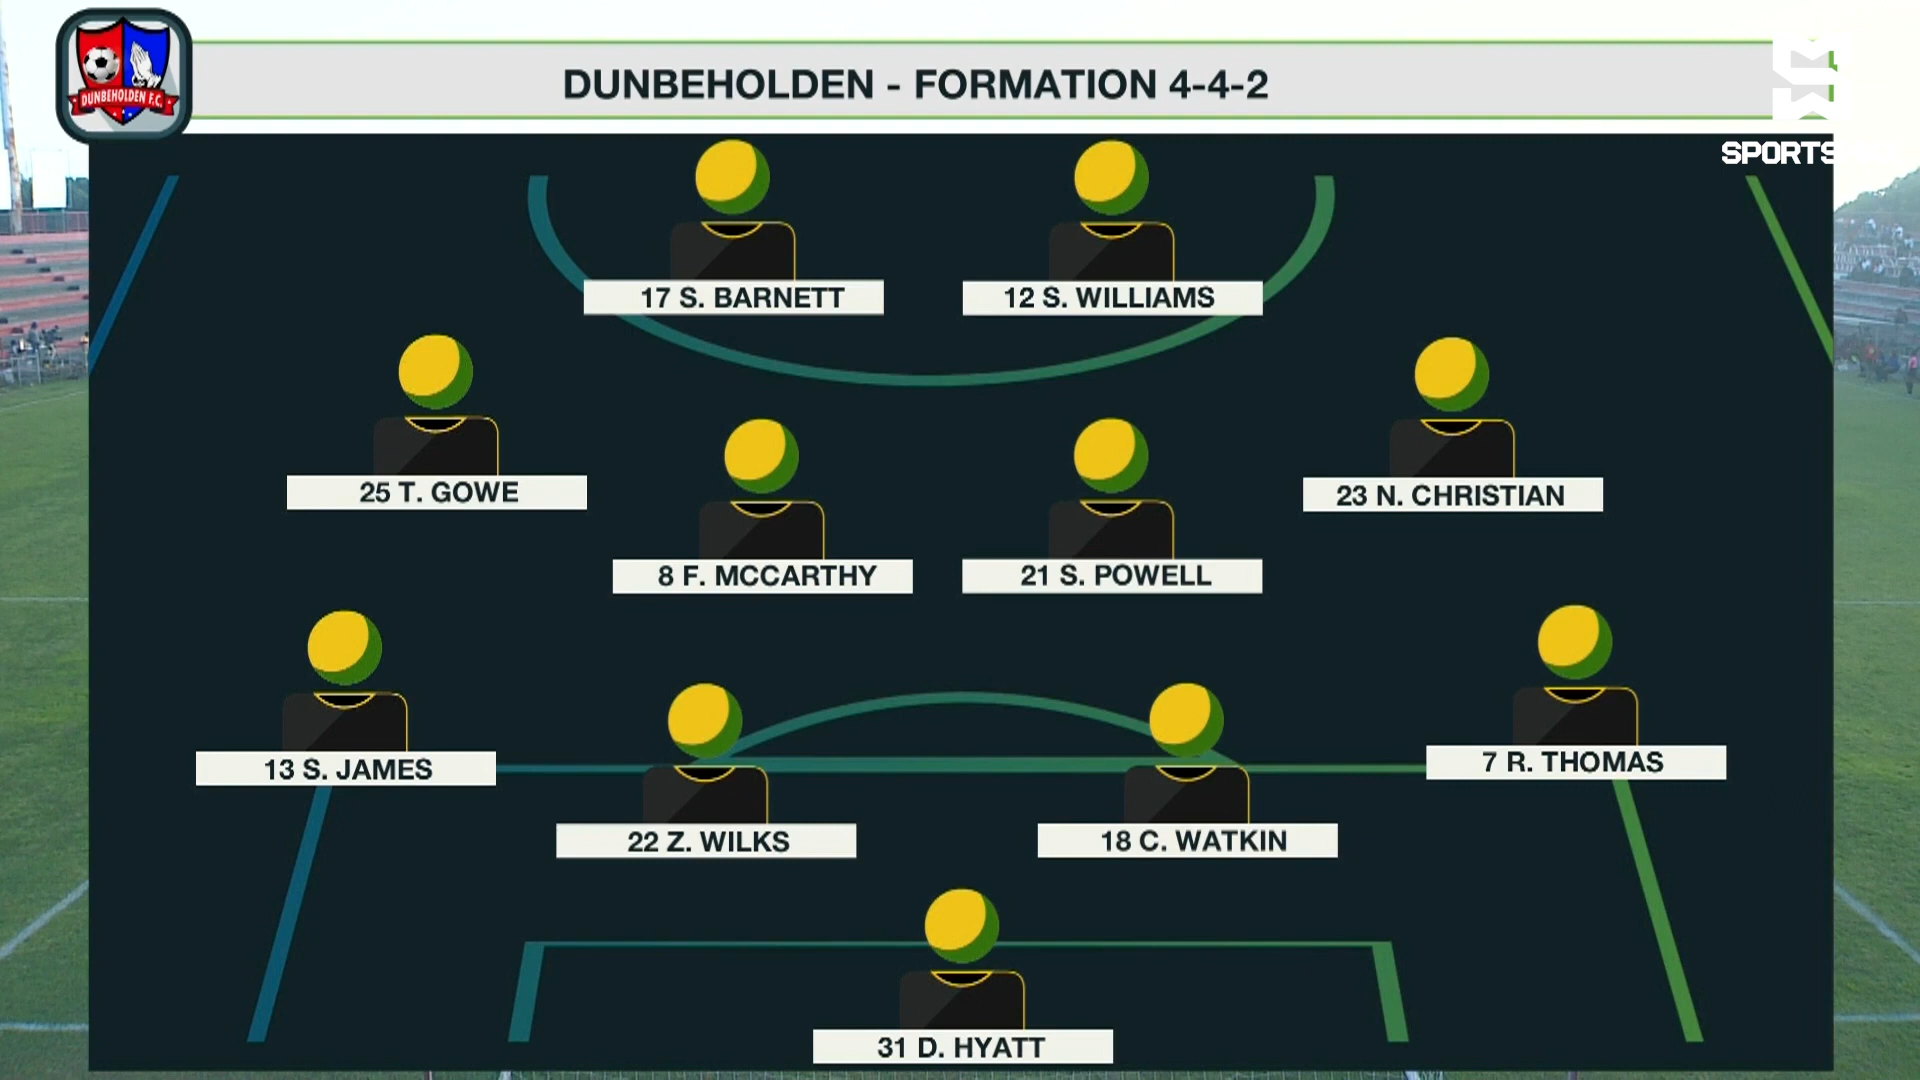 DUNBEHOLDEN F.C.
DUNBEHOLDEN - FORMATION 4-4-2
SPORTS
17 S. BARNETT
12 S. WILLIAMS
25 T. GOWE
23 N. CHRISTIAN
8 F. MCCARTHY
21 S. POWELL
13 S. JAMES
7 R. THOMAS
22 Z. WILKS
18 C. WATKIN
31 D. HYATT